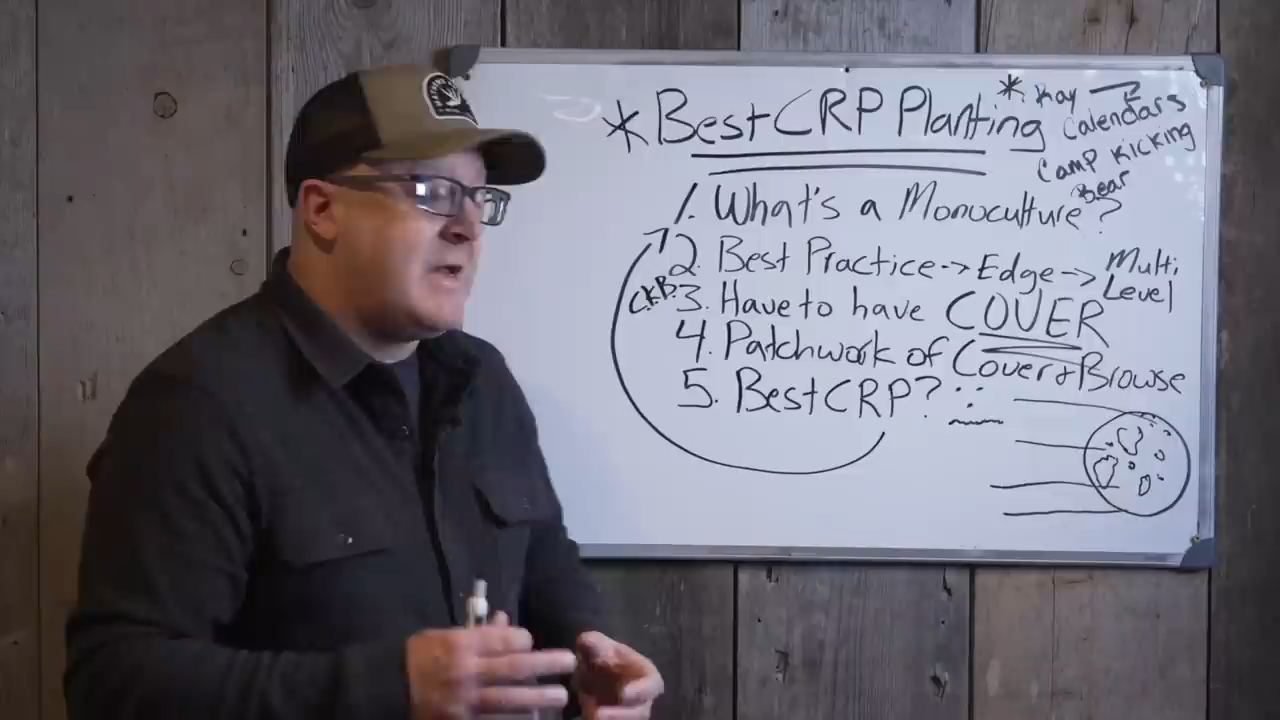 *Best CRP Planting
* Ray →
Calendars
Camp Kicking
Bear
1. What's a Monoculture?
2. Best Practice → Edge → Multi Level
C.K.B. 3. Have to have COVER
4. Patchwork of Cover & Browse
5. Best CRP?